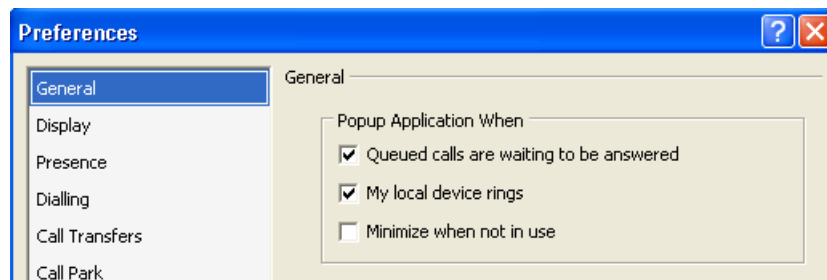 Preferences
General
Display
Presence
Dialling
Call Transfers
Call Park
General
Popup Application When
Queued calls are waiting to be answered
My local device rings
Minimize when not in use